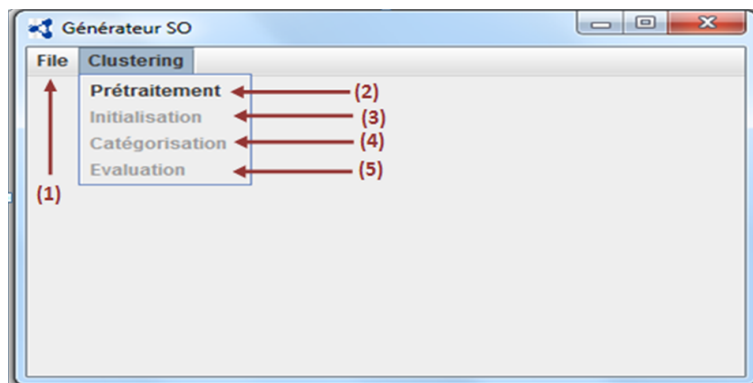 Générateur SO
File Clustering
Prétraitement (2)
Initialisation (3)
Catégorisation (4)
Evaluation (5)
(1)